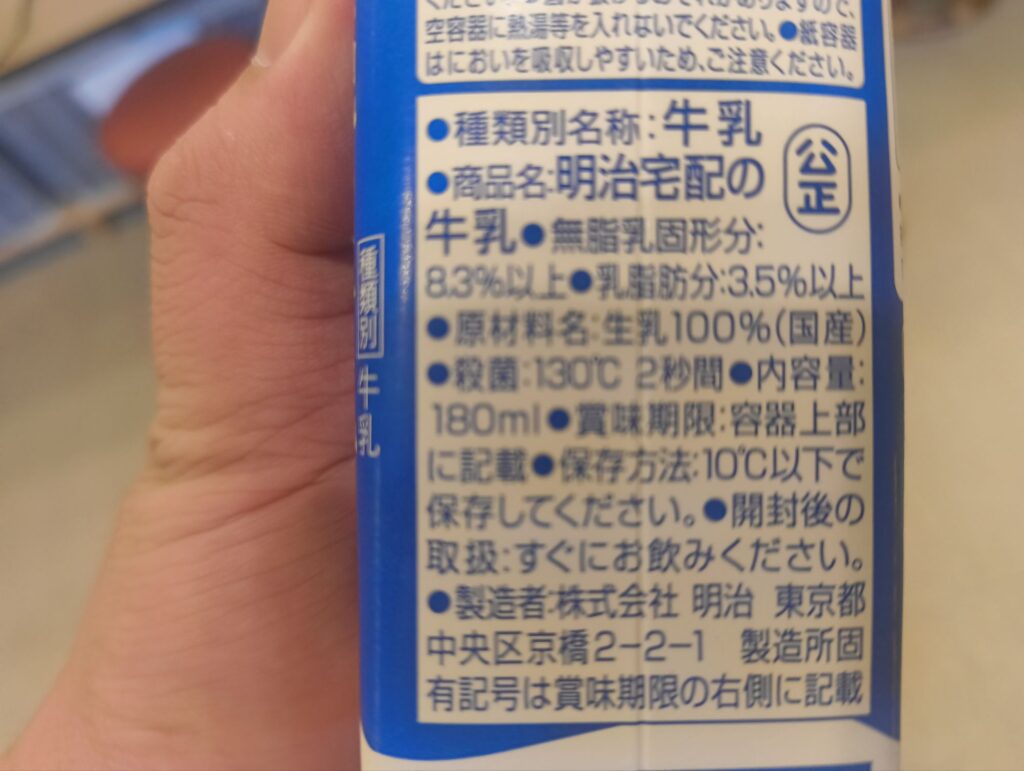 空容器に熱湯等を入れないでください。●紙容器
はにおいを吸収しやすいため、ご注意ください。
●種類別名称:牛乳
公正
●商品名:明治宅配の
牛乳●無脂乳固形分:
8.3%以上●乳脂肪分:3.5%以上
●原材料名:生乳100%(国産)
●殺菌:130℃ 2秒間●内容量:
180ml●賞味期限:容器上部
に記載●保存方法:10℃以下で
保存してください。●開封後の
取扱:すぐにお飲みください。
●製造者:株式会社 明治 東京都
中央区京橋2-2-1 製造所固
有記号は賞味期限の右側に記載
種類別 牛乳